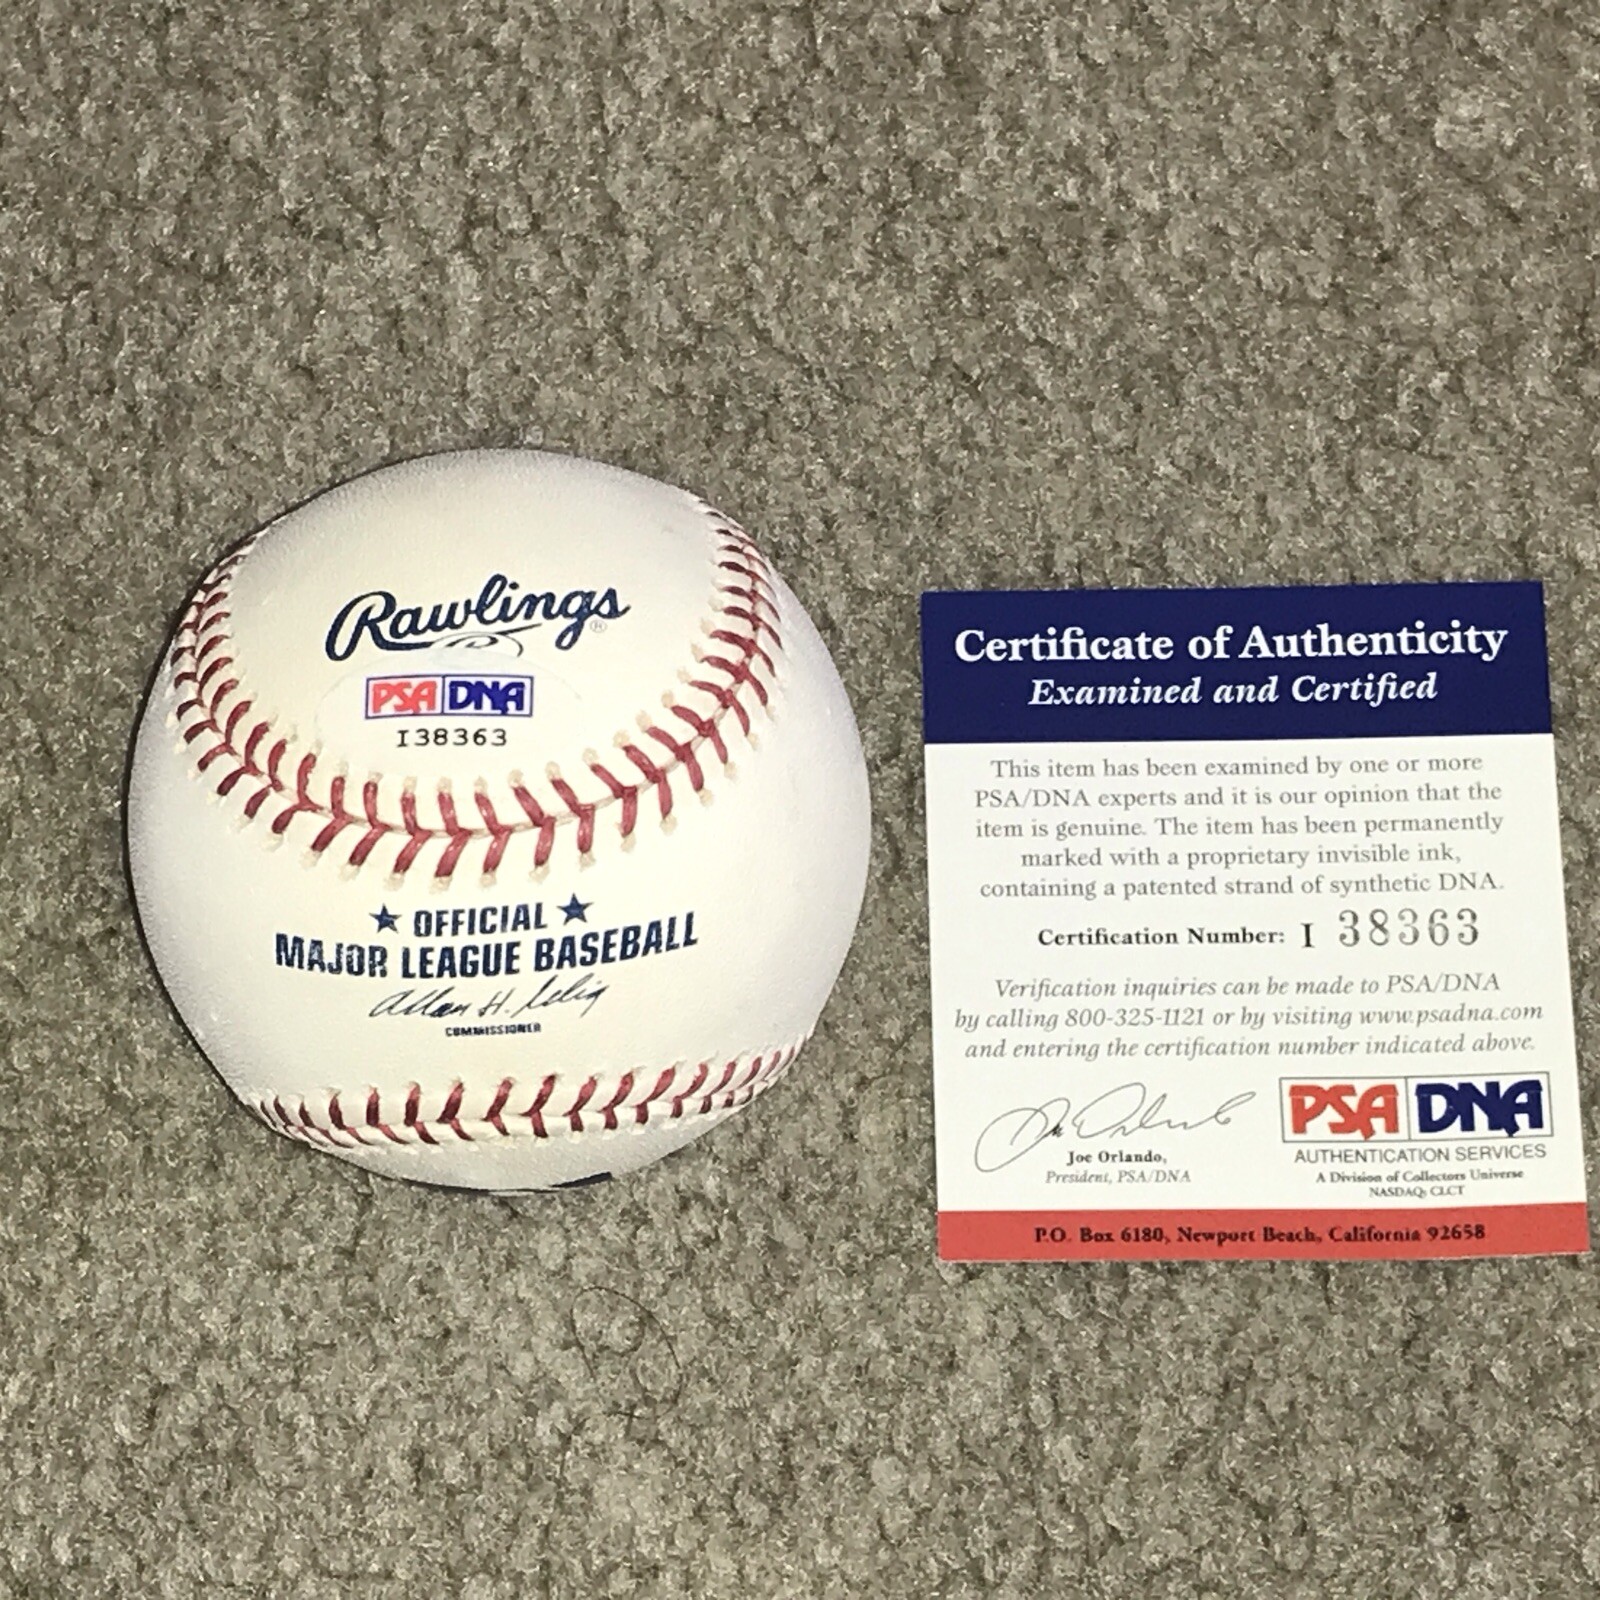 Rawlings®
PSA DNA
I38363
★ OFFICIAL ★
MAJOR LEAGUE BASEBALL
Allan H. Selig
COMMISSIONER
Certificate of Authenticity
Examined and Certified
This item has been examined by one or more
PSA/DNA experts and it is our opinion that the
item is genuine. The item has been permanently
marked with a proprietary invisible ink,
containing a patented strand of synthetic DNA.
Certification Number: I 38363
Verification inquiries can be made to PSA/DNA
by calling 800-325-1121 or by visiting www.psadna.com
and entering the certification number indicated above.
Joe Orlando,
President, PSA/DNA
PSA DNA
AUTHENTICATION SERVICES
A Division of Collectors Universe
NASDAQ: CLCT
P.O. Box 6180, Newport Beach, California 92658